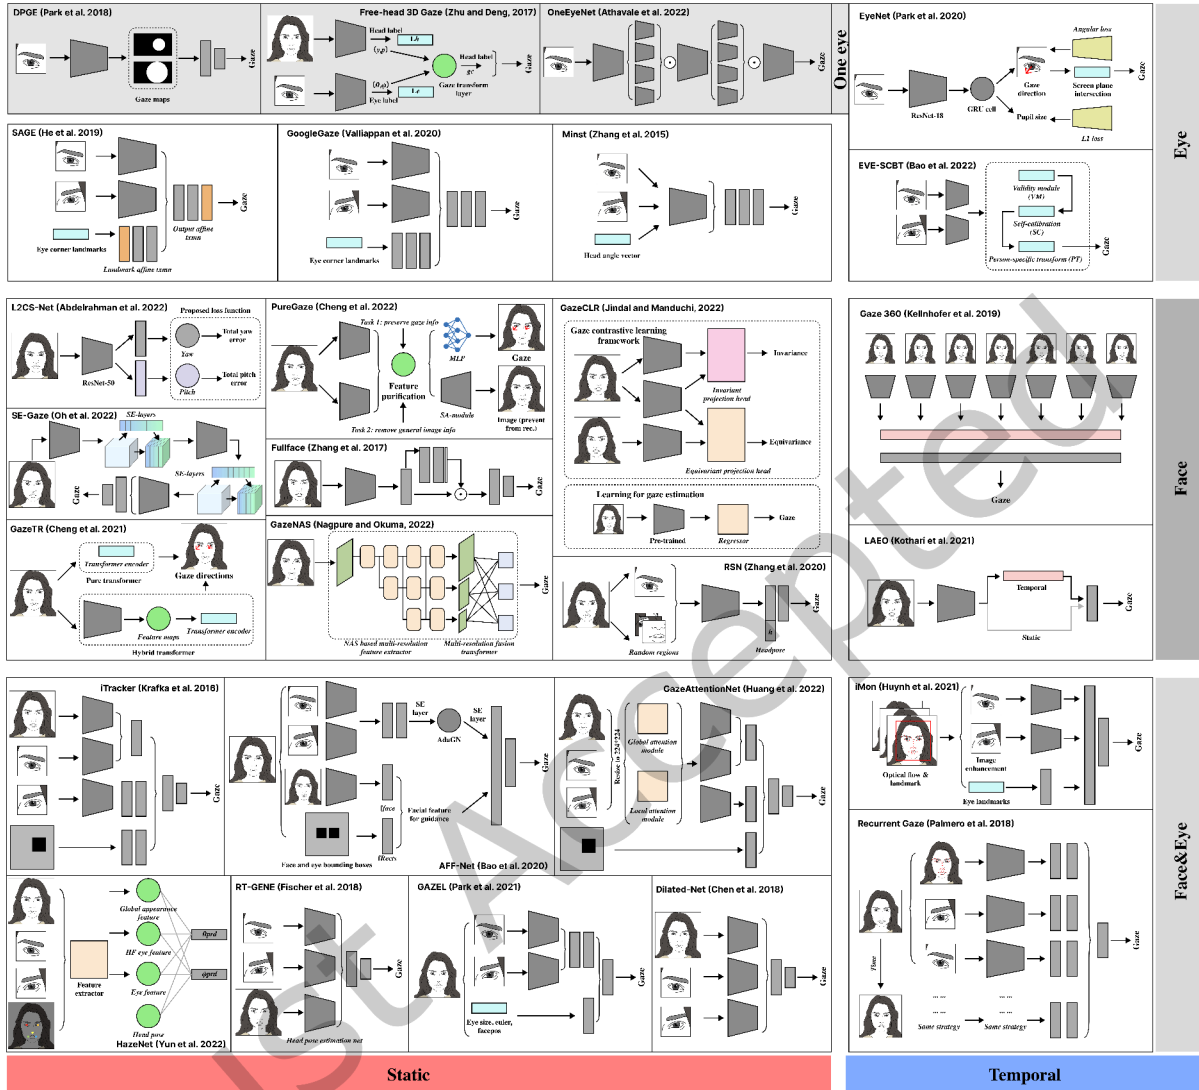 DPGE (Park et al. 2018)
Gaze maps
Gaze
Free-head 3D Gaze (Zhu and Deng, 2017)
Head label
(γ,p)
Lh
(θ,φ)
Eye label
Le
Head label
gc
Gaze transform
layer
Gaze
OneEyeNet (Athavale et al. 2022)
Gaze
One eye
EyeNet (Park et al. 2020)
ResNet-18
GRU cell
Gaze
direction
Angular loss
Screen plane
intersection
Gaze
Pupil size
L1 loss
Eye
SAGE (He et al. 2019)
Eye corner landmarks
Landmark affine txmn
Output affine
txmn
Gaze
GoogleGaze (Valliappan et al. 2020)
Eye corner landmarks
Gaze
Minst (Zhang et al. 2015)
Head angle vector
Gaze
EVE-SCBT (Bao et al. 2022)
Validity module
(VM)
Self-calibration
(SC)
Person-specific transform (PT)
Gaze
L2CS-Net (Abdelrahman et al. 2022)
ResNet-50
Proposed loss function
Yaw
Total yaw
error
Pitch
Total pitch
error
PureGaze (Cheng et al. 2022)
Task 1: preserve gaze info
Feature
purification
Task 2: remove general image info
MLP
SA-module
Gaze
Image (prevent
from rec.)
GazeCLR (Jindal and Manduchi, 2022)
Gaze contrastive learning
framework
Invariant
projection head
Invariance
Equivariant projection head
Equivariance
Learning for gaze estimation
Pre-trained
Regressor
Gaze
Gaze 360 (Kellnhofer et al. 2019)
Gaze
Face
SE-Gaze (Oh et al. 2022)
SE-layers
SE-layers
Gaze
Fullface (Zhang et al. 2017)
Gaze
GazeTR (Cheng et al. 2021)
Transformer encoder
Pure transformer
Gaze directions
Feature maps
Transformer encoder
Hybrid transformer
GazeNAS (Nagpure and Okuma, 2022)
NAS based multi-resolution
feature extractor
Multi-resolution fusion
transformer
Gaze
RSN (Zhang et al. 2020)
Random regions
h
Headpose
Gaze
LAEO (Kothari et al. 2021)
Temporal
Static
Gaze
iTracker (Krafka et al. 2016)
Gaze
SE
layer
AdaGN
SE
layer
fface
Facial feature
for guidance
fRects
Face and eye bounding boxes
AFF-Net (Bao et al. 2020)
Gaze
GazeAttentionNet (Huang et al. 2022)
Resize to 224*224
Global attention
module
Local attention
module
Gaze
iMon (Huynh et al. 2021)
Optical flow &
landmark
Image
enhancement
Eye landmarks
Gaze
Face&Eye
Feature
extractor
Global appearance
feature
HF eye feature
Eye feature
Head pose
θprd
φprd
HazeNet (Yun et al. 2022)
RT-GENE (Fischer et al. 2018)
Head pose estimation net
Gaze
GAZEL (Park et al. 2021)
Eye size, euler,
facepos
Gaze
Dilated-Net (Chen et al. 2018)
Gaze
Recurrent Gaze (Palmero et al. 2018)
Time
... ...
... ...
Same strategy
Same strategy
Gaze
Static
Temporal
ust Accepted